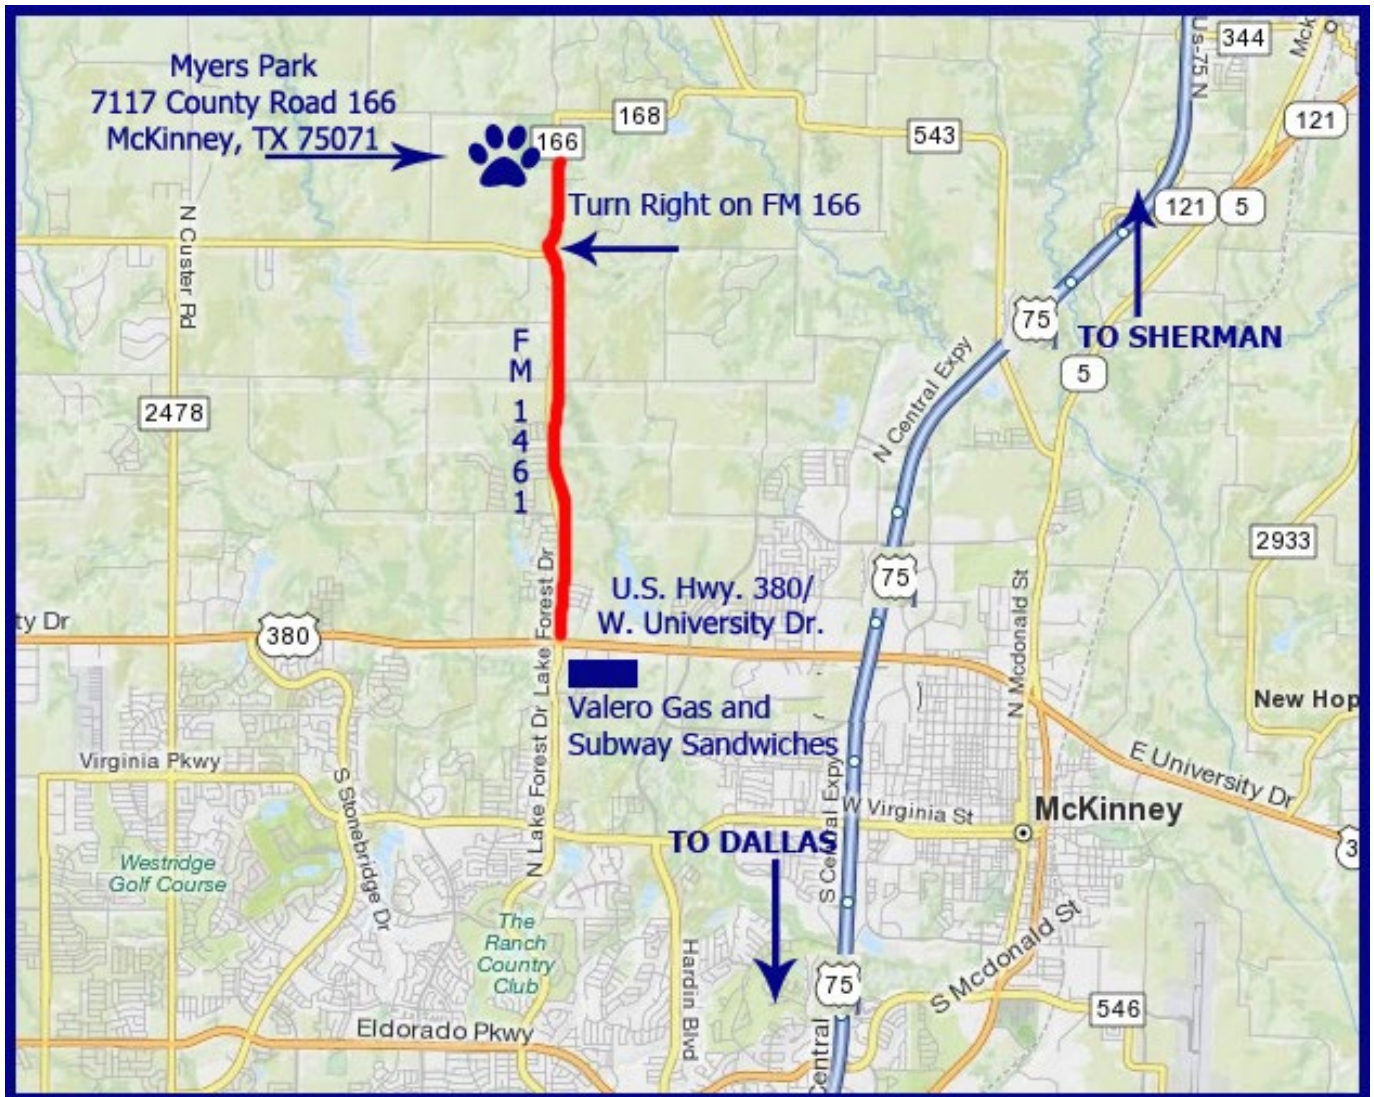 Myers Park
7117 County Road 166
McKinney, TX 75071
166
168
543
344
US-75 N
Mck
121
121
5
Turn Right on FM 166
N Custer Rd
75
TO SHERMAN
5
N Central Expy
FM 1461
2478
2933
75
U.S. Hwy. 380/
W. University Dr.
ty Dr
380
Lake Forest Dr
N Mcdonald St
Valero Gas and
Subway Sandwiches
New Hop
Virginia Pkwy
S Stonebridge Dr
N Lake Forest Dr
E University Dr
W Virginia St
McKinney
TO DALLAS
S Central Expy
3
Westridge
Golf Course
The
Ranch
Country
Club
Hardin Blvd
75
S Mcdonald St
546
Eldorado Pkwy
Central